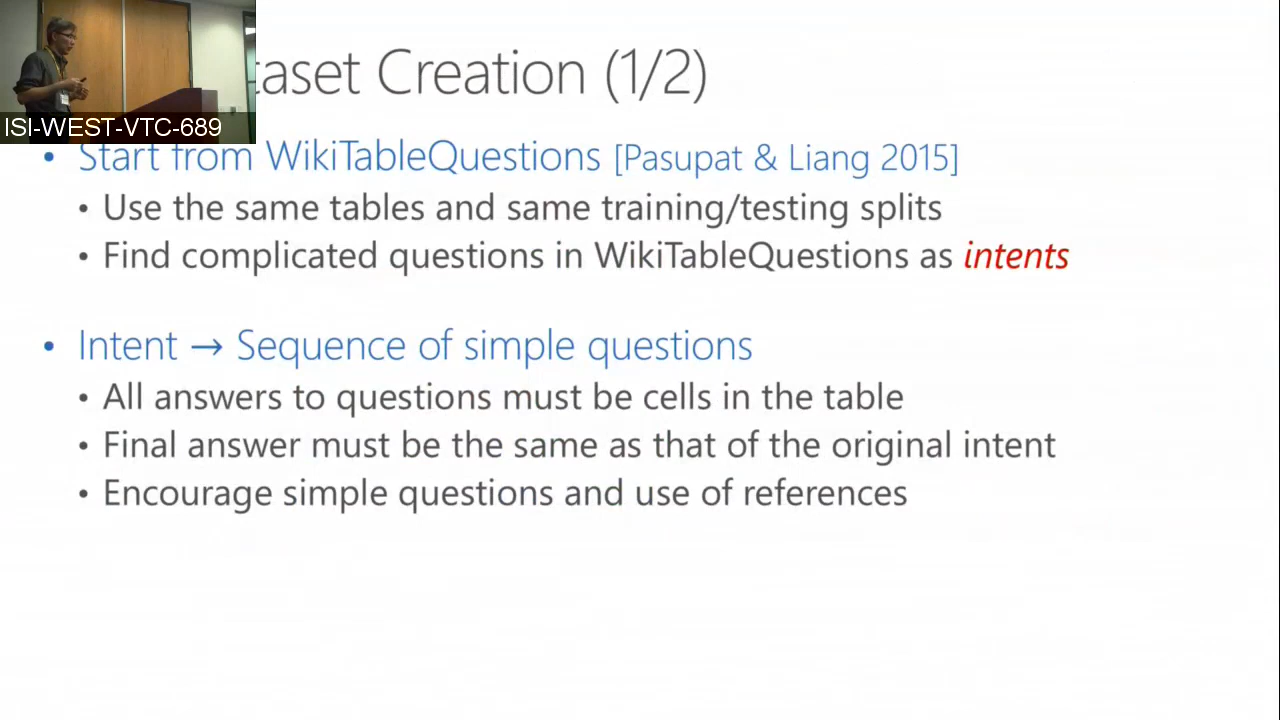 taset Creation (1/2)
ISI-WEST-VTC-689
• Start from WikiTableQuestions [Pasupat & Liang 2015]
• Use the same tables and same training/testing splits
• Find complicated questions in WikiTableQuestions as intents
• Intent → Sequence of simple questions
• All answers to questions must be cells in the table
• Final answer must be the same as that of the original intent
• Encourage simple questions and use of references